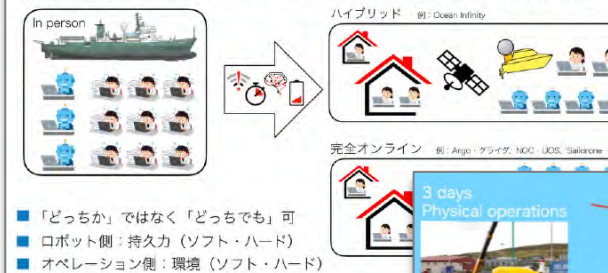 In person
ハイブリッド 例：Ocean Infinity
完全オンライン 例：Argo・グライダ, NOC・UOS, Saildrone
3 days
Physical operations
「どっちか」ではなく「どっちでも」可
ロボット側：持久力（ソフト・ハード）
オペレーション側：環境（ソフト・ハード）